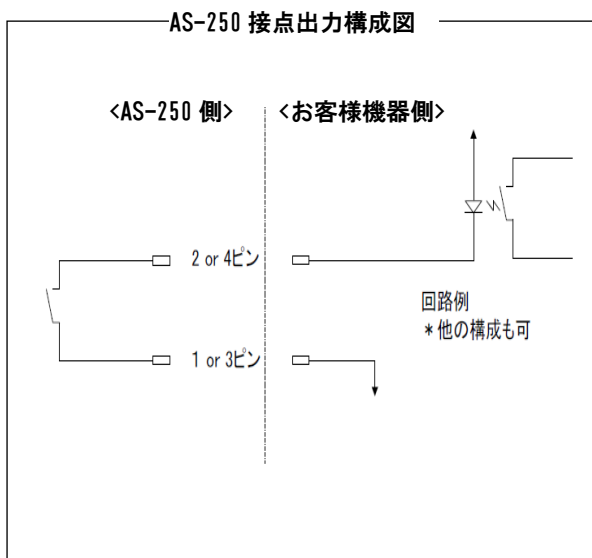 AS-250 接点出力構成図
<AS-250 側> <お客様機器側>
2 or 4ピン
回路例
*他の構成も可
1 or 3ピン